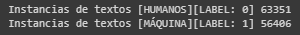 Instancias de textos [HUMANOS][LABEL: 0] 63351
Instancias de textos [MÁQUINA][LABEL: 1] 56406